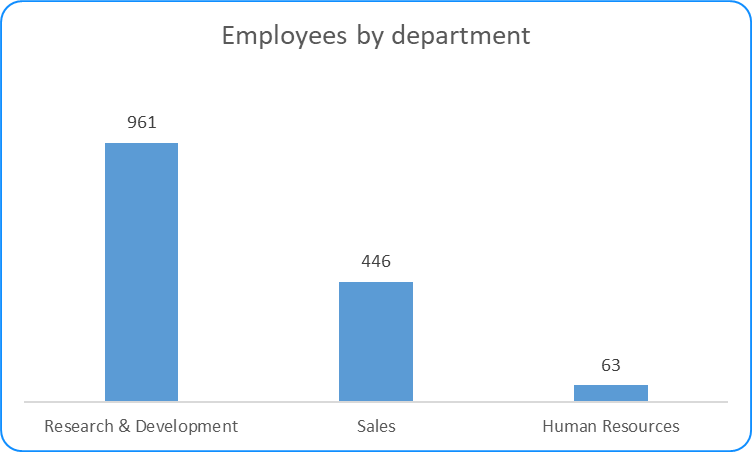 Employees by department
961
446
63
Research & Development
Sales
Human Resources